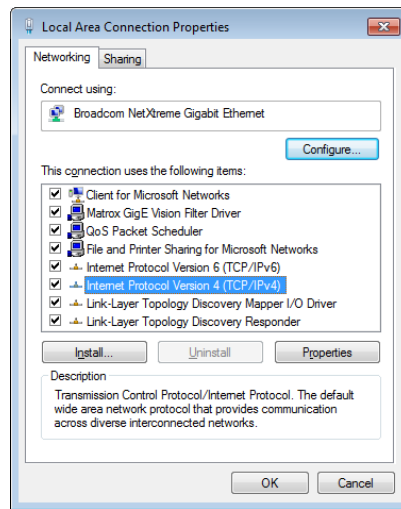 Local Area Connection Properties
Networking Sharing
Connect using:
Broadcom NetXtreme Gigabit Ethernet
Configure...
This connection uses the following items:
Client for Microsoft Networks
Matrox GigE Vision Filter Driver
QoS Packet Scheduler
File and Printer Sharing for Microsoft Networks
Internet Protocol Version 6 (TCP/IPv6)
Internet Protocol Version 4 (TCP/IPv4)
Link-Layer Topology Discovery Mapper I/O Driver
Link-Layer Topology Discovery Responder
Install... Uninstall Properties
Description
Transmission Control Protocol/Internet Protocol. The default
wide area network protocol that provides communication
across diverse interconnected networks.
OK Cancel